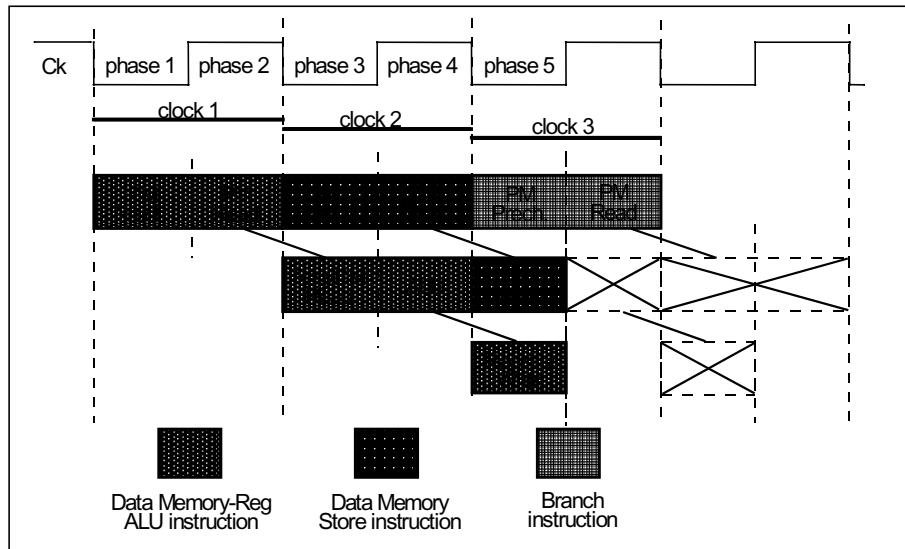 Ck
phase 1
phase 2
phase 3
phase 4
phase 5
clock 1
clock 2
clock 3
PM
Prech.
PM
Read
Data Memory-Reg
ALU instruction
Data Memory
Store instruction
Branch
instruction